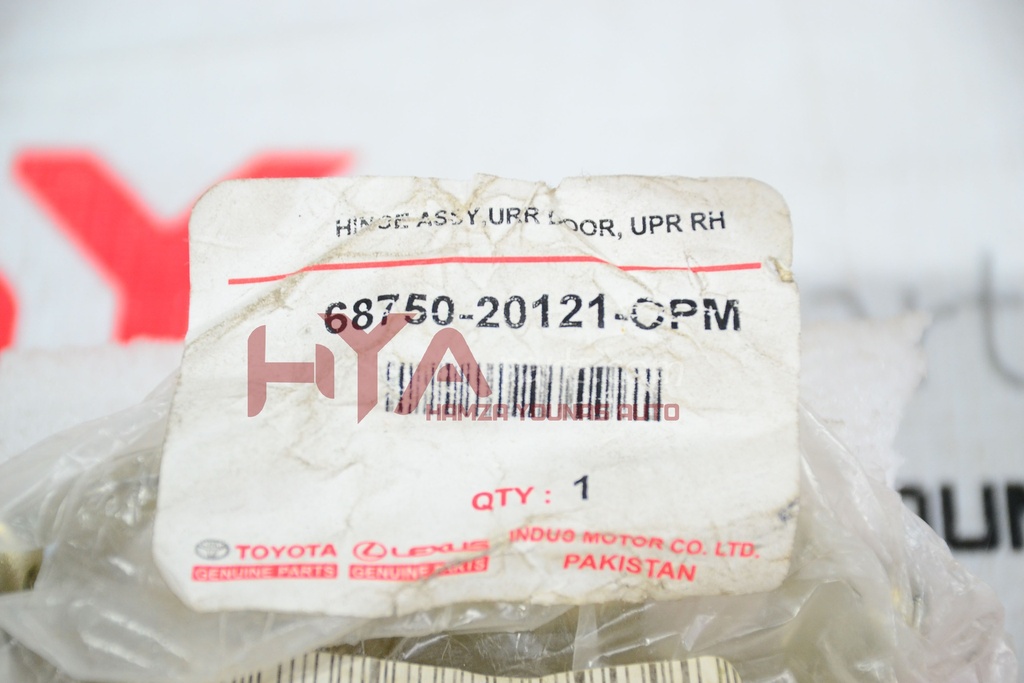 HINGE ASSY,URR DOOR, UPR RH
68750-20121-OPM
HYA
HAMZA YOUNAS AUTO
QTY : 1
TOYOTA LEXUS INDUS MOTOR CO. LTD.
GENUINE PARTS GENUINE PARTS PAKISTAN